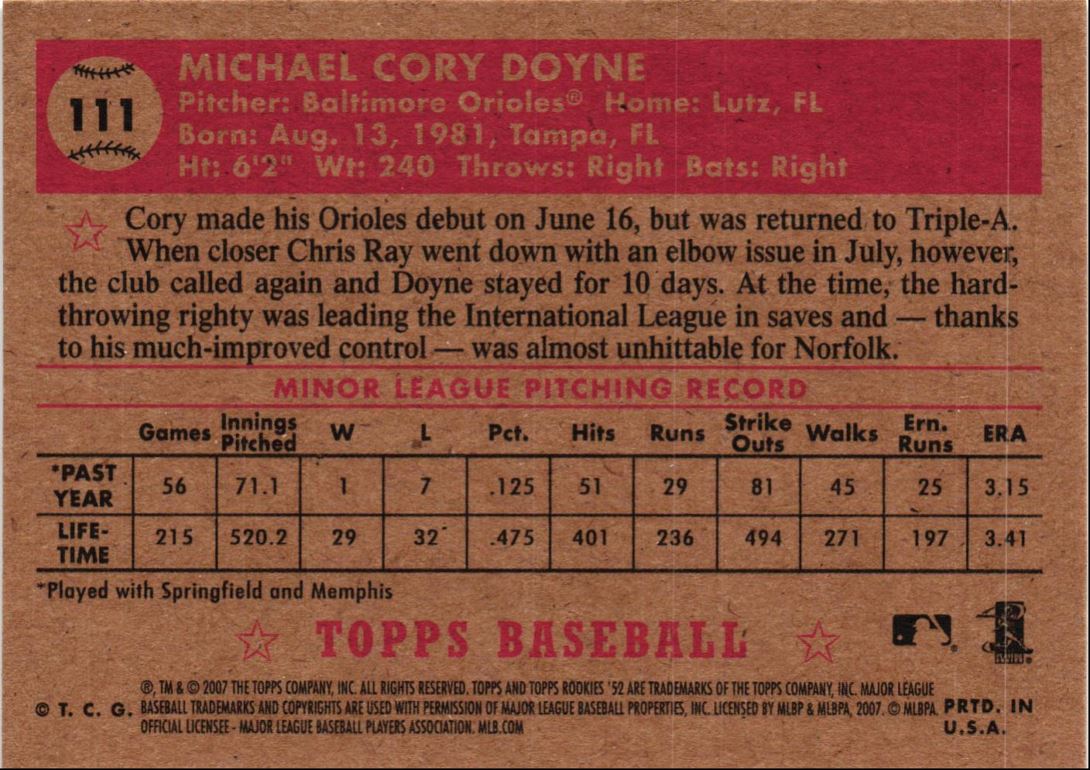 111
MICHAEL CORY DOYNE
Pitcher: Baltimore Orioles® Home: Lutz, FL
Born: Aug. 13, 1981, Tampa, FL
Ht: 6'2" Wt: 240 Throws: Right Bats: Right
Cory made his Orioles debut on June 16, but was returned to Triple-A.
When closer Chris Ray went down with an elbow issue in July, however,
the club called again and Doyne stayed for 10 days. At the time, the hard-
throwing righty was leading the International League in saves and — thanks
to his much-improved control — was almost unhittable for Norfolk.
MINOR LEAGUE PITCHING RECORD
Games Innings Pitched W L Pct. Hits Runs Strike Outs Walks Ern. Runs ERA
*PAST YEAR 56 71.1 1 7 .125 51 29 81 45 25 3.15
LIFE-TIME 215 520.2 29 32 .475 401 236 494 271 197 3.41
*Played with Springfield and Memphis
TOPPS BASEBALL
®, TM & © 2007 THE TOPPS COMPANY, INC. ALL RIGHTS RESERVED. TOPPS AND TOPPS ROOKIES '52 ARE TRADEMARKS OF THE TOPPS COMPANY, INC. MAJOR LEAGUE
© T. C. G. BASEBALL TRADEMARKS AND COPYRIGHTS ARE USED WITH PERMISSION OF MAJOR LEAGUE BASEBALL PROPERTIES, INC. LICENSED BY MLBP & MLBPA, 2007. © MLBPA. PRTD. IN
OFFICIAL LICENSEE - MAJOR LEAGUE BASEBALL PLAYERS ASSOCIATION. MLB.COM U.S.A.